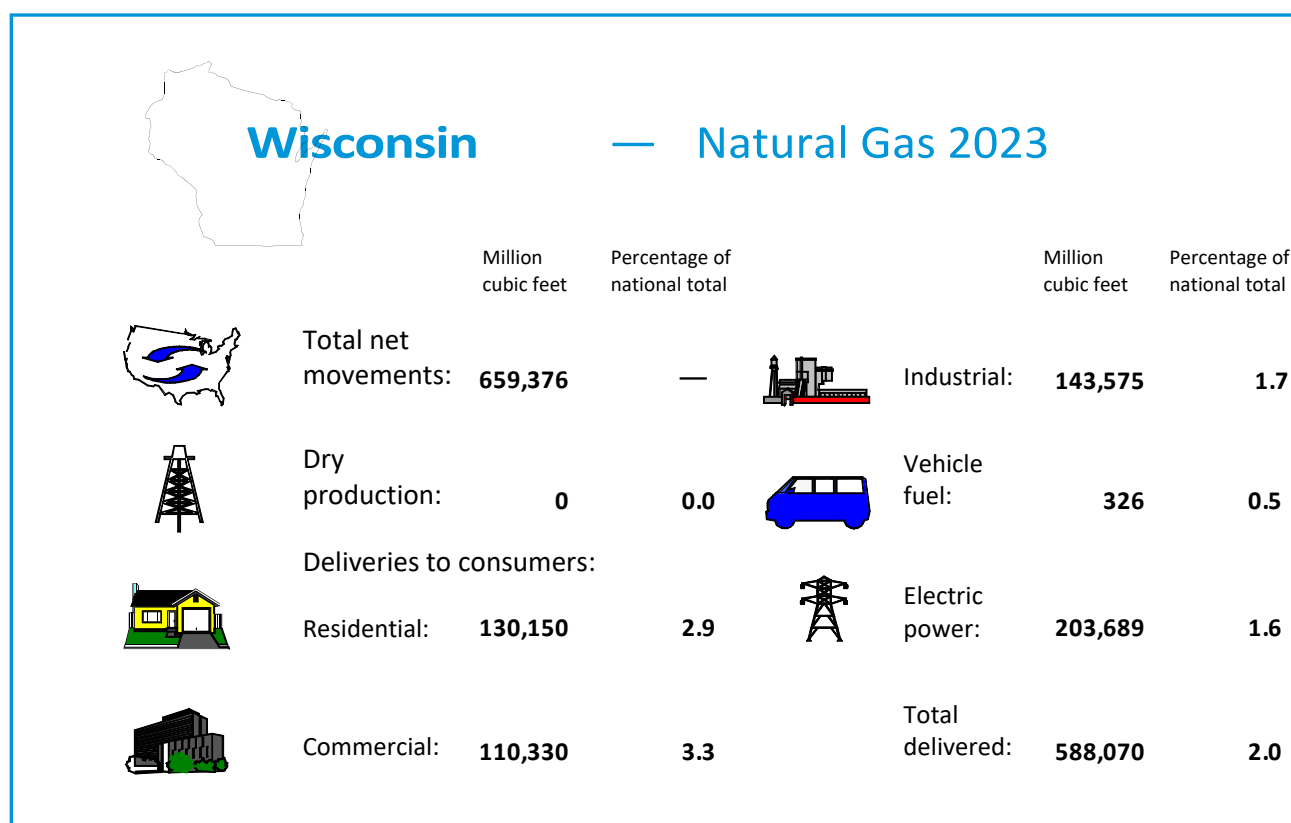 Wisconsin — Natural Gas 2023
Million Percentage of Million Percentage of
cubic feet national total cubic feet national total
Total net
movements: 659,376 — Industrial: 143,575 1.7
Dry
production: 0 0.0
Vehicle
fuel: 326 0.5
Deliveries to consumers:
Residential: 130,150 2.9
Electric
power: 203,689 1.6
Commercial: 110,330 3.3
Total
delivered: 588,070 2.0